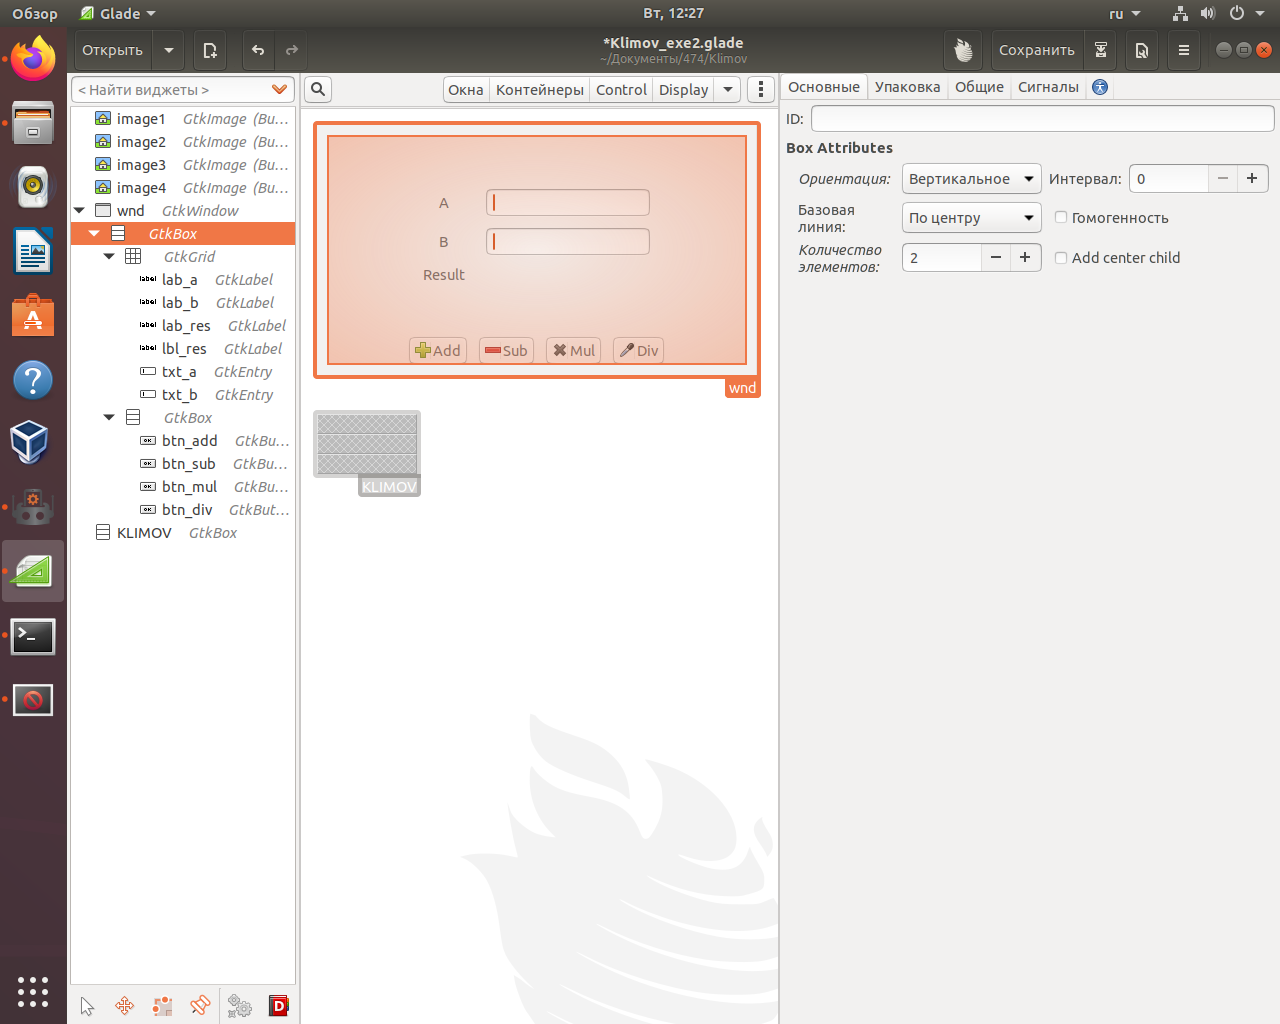 Обзор
Glade
Вт, 12:27
ru
Открыть
*Klimov_exe2.glade
~/Документы/474/Klimov
Сохранить
< Найти виджеты >
Окна
Контейнеры
Control
Display
Основные
Упаковка
Общие
Сигналы
image1 GtkImage (Bu…
image2 GtkImage (Bu…
image3 GtkImage (Bu…
image4 GtkImage (Bu…
wnd GtkWindow
GtkBox
GtkGrid
lab_a GtkLabel
lab_b GtkLabel
lab_res GtkLabel
lbl_res GtkLabel
txt_a GtkEntry
txt_b GtkEntry
GtkBox
btn_add GtkBu…
btn_sub GtkBu…
btn_mul GtkBu…
btn_div GtkBut…
KLIMOV GtkBox
A
B
Result
Add
Sub
Mul
Div
wnd
KLIMOV
ID:
Box Attributes
Ориентация:
Вертикальное
Интервал:
0
Базовая
линия:
По центру
Гомогенность
Количество
элементов:
2
Add center child